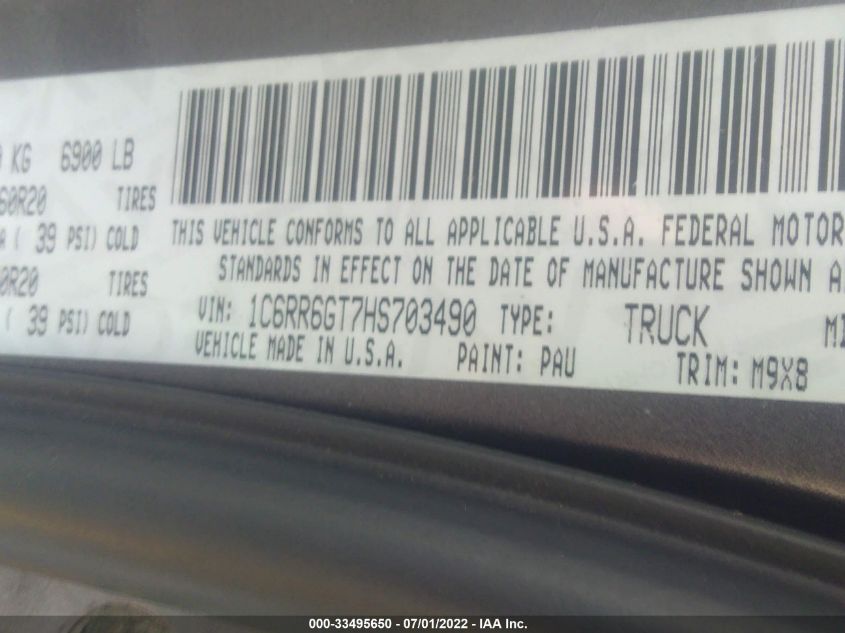 KG 6900 LB
60R20 TIRES
( 39 PSI) COLD
0R20 TIRES
( 39 PSI) COLD
THIS VEHICLE CONFORMS TO ALL APPLICABLE U.S.A. FEDERAL MOTOR
STANDARDS IN EFFECT ON THE DATE OF MANUFACTURE SHOWN A
VIN: 1C6RR6GT7HS703490 TYPE: TRUCK
VEHICLE MADE IN U.S.A. PAINT: PAU TRIM: M9X8
000-33495650 - 07/01/2022 - IAA Inc.